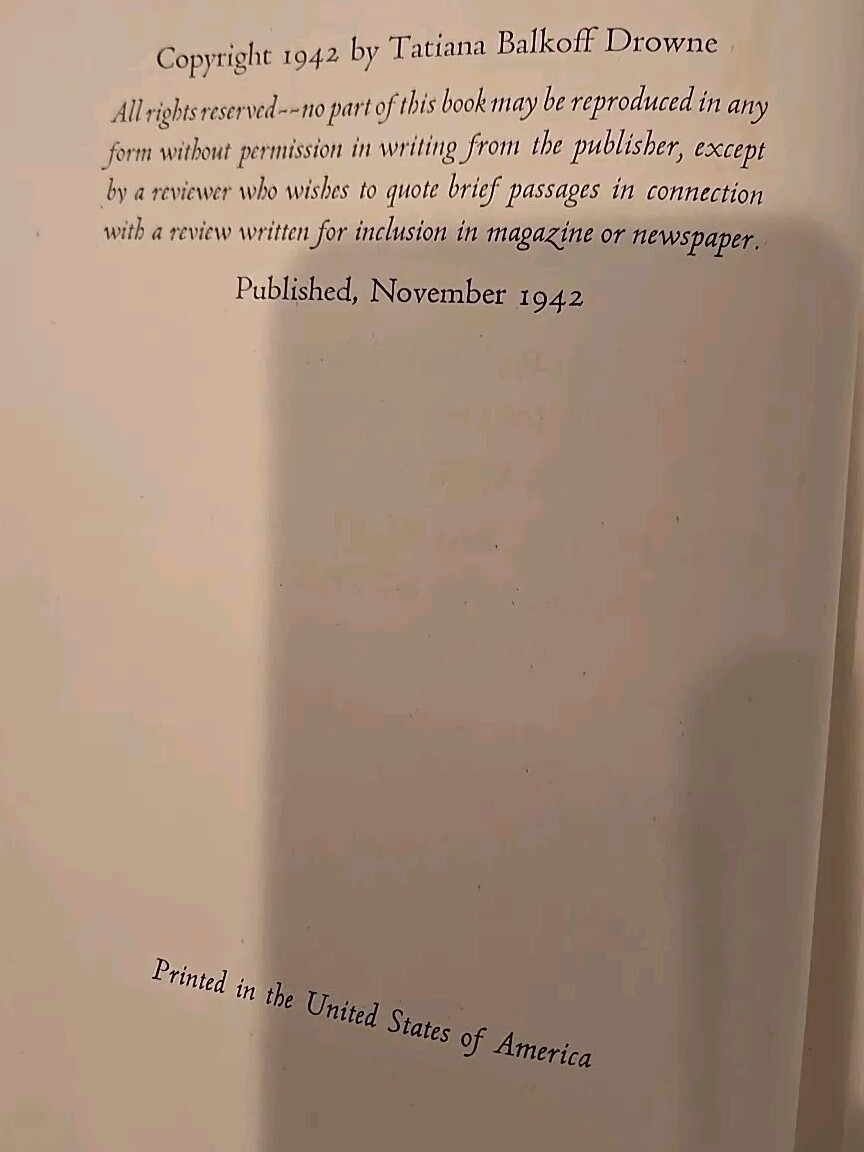 Copyright 1942 by Tatiana Balkoff Drowne
All rights reserved--no part of this book may be reproduced in any
form without permission in writing from the publisher, except
by a reviewer who wishes to quote brief passages in connection
with a review written for inclusion in magazine or newspaper.
Published, November 1942
Printed in the United States of America